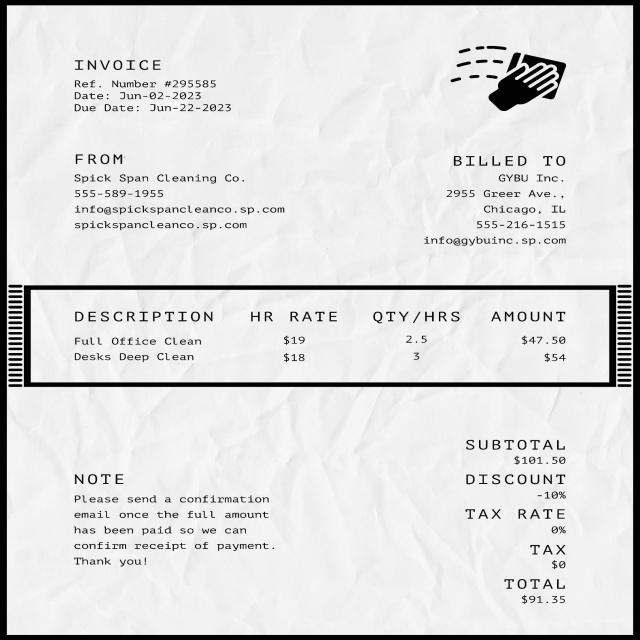 INVOICE
Ref. Number #295585
Date: Jun-02-2023
Due Date: Jun-22-2023
FROM
Spick Span Cleaning Co.
555-589-1955
info@spickspancleanco.sp.com
spickspancleanco.sp.com
BILLED TO
GYBU Inc.
2955 Greer Ave.,
Chicago, IL
555-216-1515
info@gybuinc.sp.com
DESCRIPTION HR RATE QTY/HRS AMOUNT
Full Office Clean $19 2.5 $47.50
Desks Deep Clean $18 3 $54
NOTE
Please send a confirmation
email once the full amount
has been paid so we can
confirm receipt of payment.
Thank you!
SUBTOTAL
$101.50
DISCOUNT
-10%
TAX RATE
0%
TAX
$0
TOTAL
$91.35